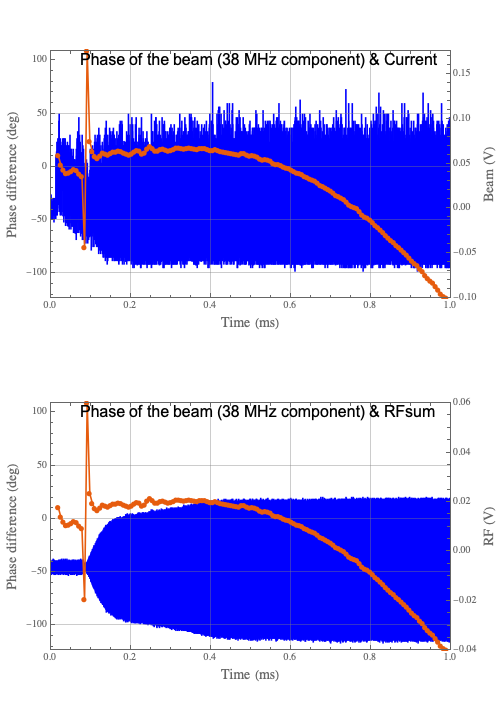 Phase of the beam (38 MHz component) & Current
100
50
0
−50
−100
0.15
0.10
0.05
0.00
−0.05
−0.10
Phase difference (deg)
Beam (V)
0.0 0.2 0.4 0.6 0.8 1.0
Time (ms)
Phase of the beam (38 MHz component) & RFsum
100
50
0
−50
−100
0.06
0.04
0.02
0.00
−0.02
−0.04
Phase difference (deg)
RF (V)
0.0 0.2 0.4 0.6 0.8 1.0
Time (ms)